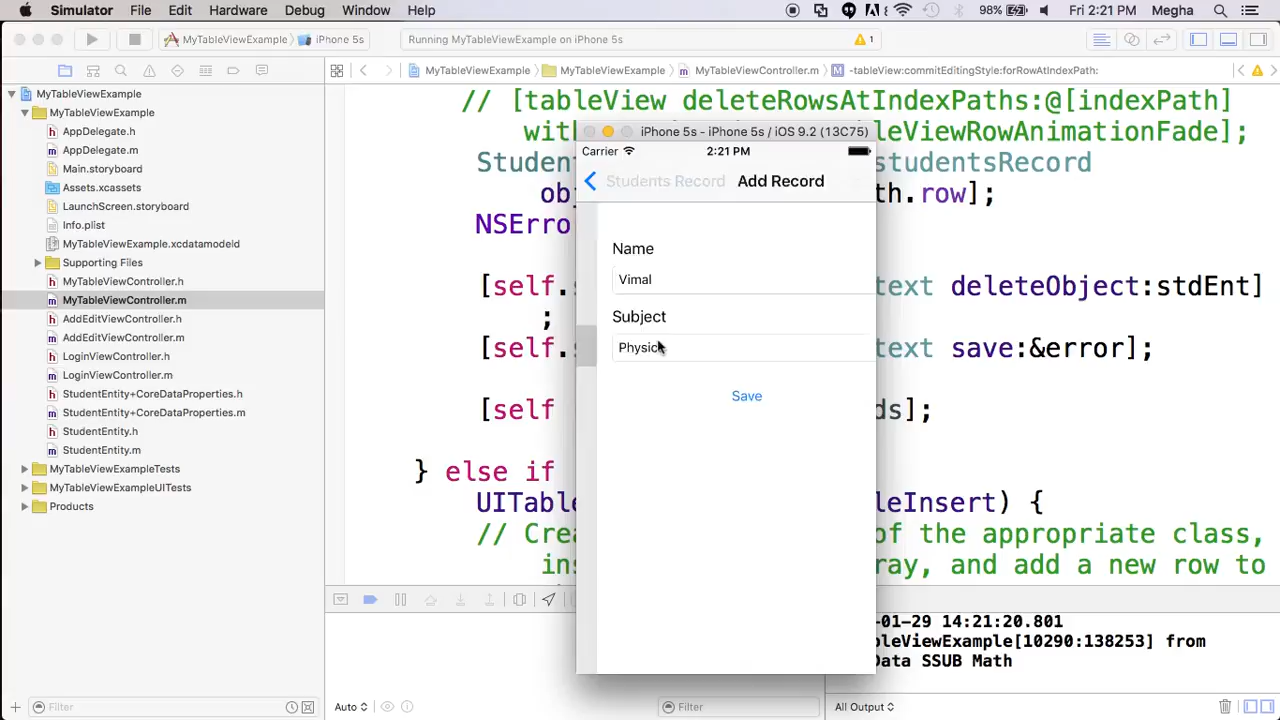 Simulator File Edit Hardware Debug Window Help 98% Fri 2:21 PM Megha
MyTableViewExample iPhone 5s Running MyTableViewExample on iPhone 5s 1
MyTableViewExample MyTableViewExample MyTableViewController.m -tableView:commitEditingStyle:forRowAtIndexPath:
MyTableViewExample
MyTableViewExample
AppDelegate.h
AppDelegate.m
Main.storyboard
Assets.xcassets
LaunchScreen.storyboard
Info.plist
MyTableViewExample.xcdatamodeld
Supporting Files
MyTableViewController.h
MyTableViewController.m
AddEditViewController.h
AddEditViewController.m
LoginViewController.h
LoginViewController.m
StudentEntity+CoreDataProperties.h
StudentEntity+CoreDataProperties.m
StudentEntity.h
StudentEntity.m
MyTableViewExampleTests
MyTableViewExampleUITests
Products
Filter
// [tableView deleteRowsAtIndexPaths:@[indexPath]
with leViewRowAnimationFade];
Studen studentsRecord
ob th.row];
NSErro
[self. text deleteObject:stdEnt]
;
[self. text save:&error];
[self ds];
} else if
UITabl leInsert) {
// Crea of the appropriate class,
ins ray, and add a new row to
iPhone 5s - iPhone 5s / iOS 9.2 (13C75)
Carrier 2:21 PM
Students Record Add Record
Name
Vimal
Subject
Physic
Save
-01-29 14:21:20.801
bleViewExample[10290:138253] from
Data SSUB Math
Auto Filter All Output